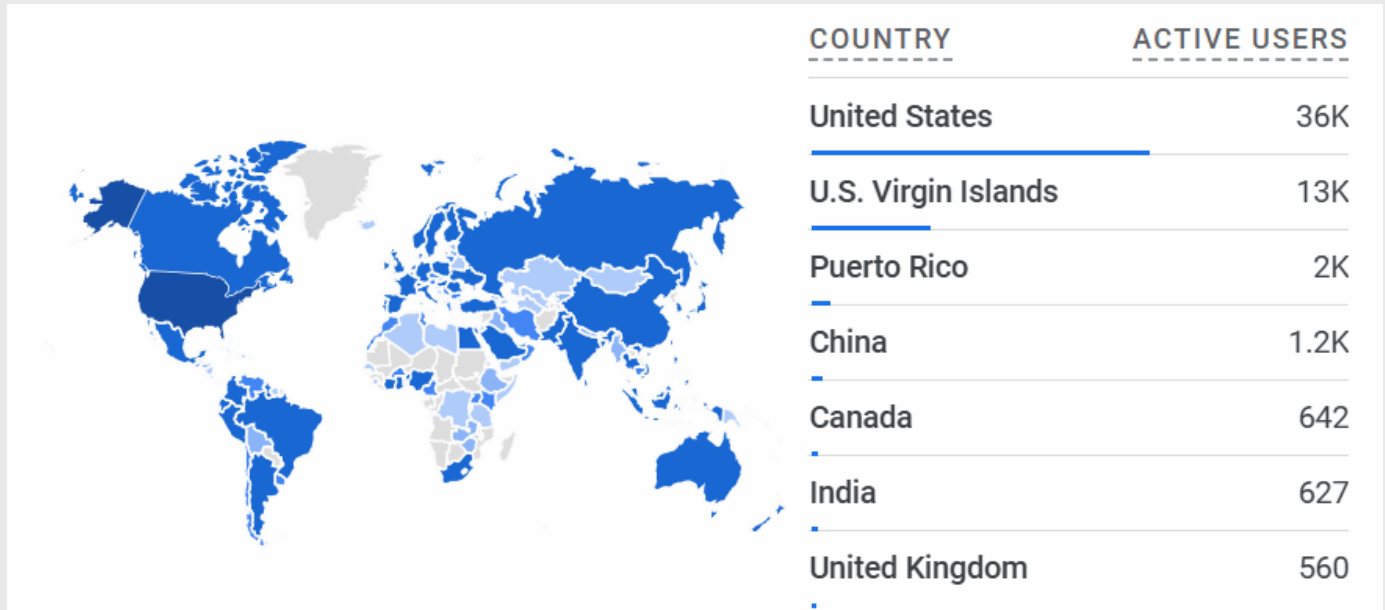 COUNTRY ACTIVE USERS
United States 36K
U.S. Virgin Islands 13K
Puerto Rico 2K
China 1.2K
Canada 642
India 627
United Kingdom 560